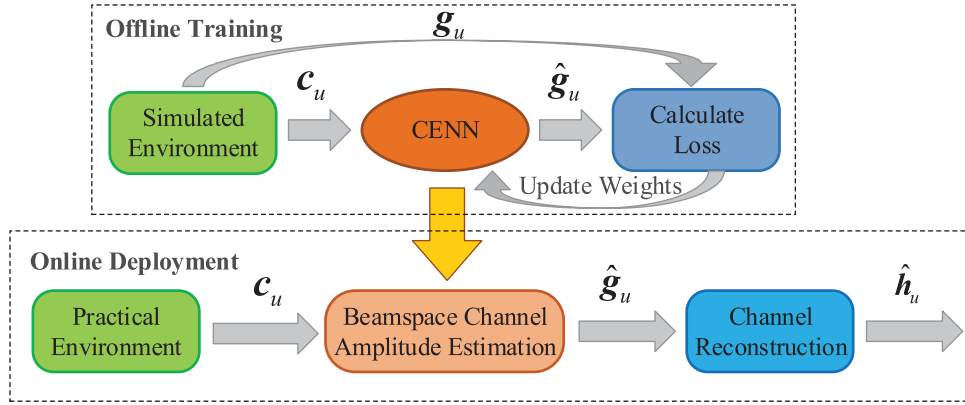 Offline Training
g_u
c_u
ĝ_u
Simulated
Environment
CENN
Calculate
Loss
Update Weights
Online Deployment
c_u
ĝ_u
ĥ_u
Practical
Environment
Beamspace Channel
Amplitude Estimation
Channel
Reconstruction